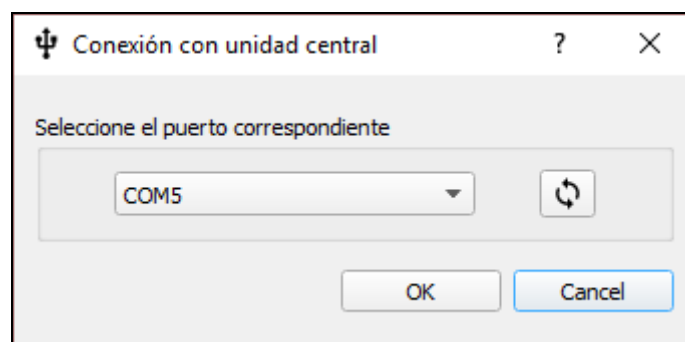 Conexión con unidad central
Seleccione el puerto correspondiente
COM5
OK Cancel